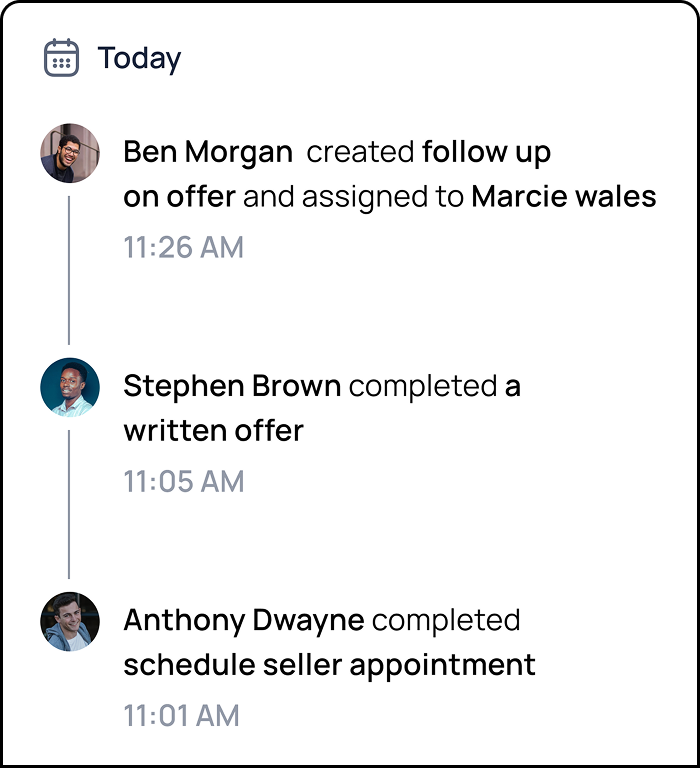 Today
Ben Morgan created follow up
on offer and assigned to Marcie wales
11:26 AM
Stephen Brown completed a
written offer
11:05 AM
Anthony Dwayne completed
schedule seller appointment
11:01 AM